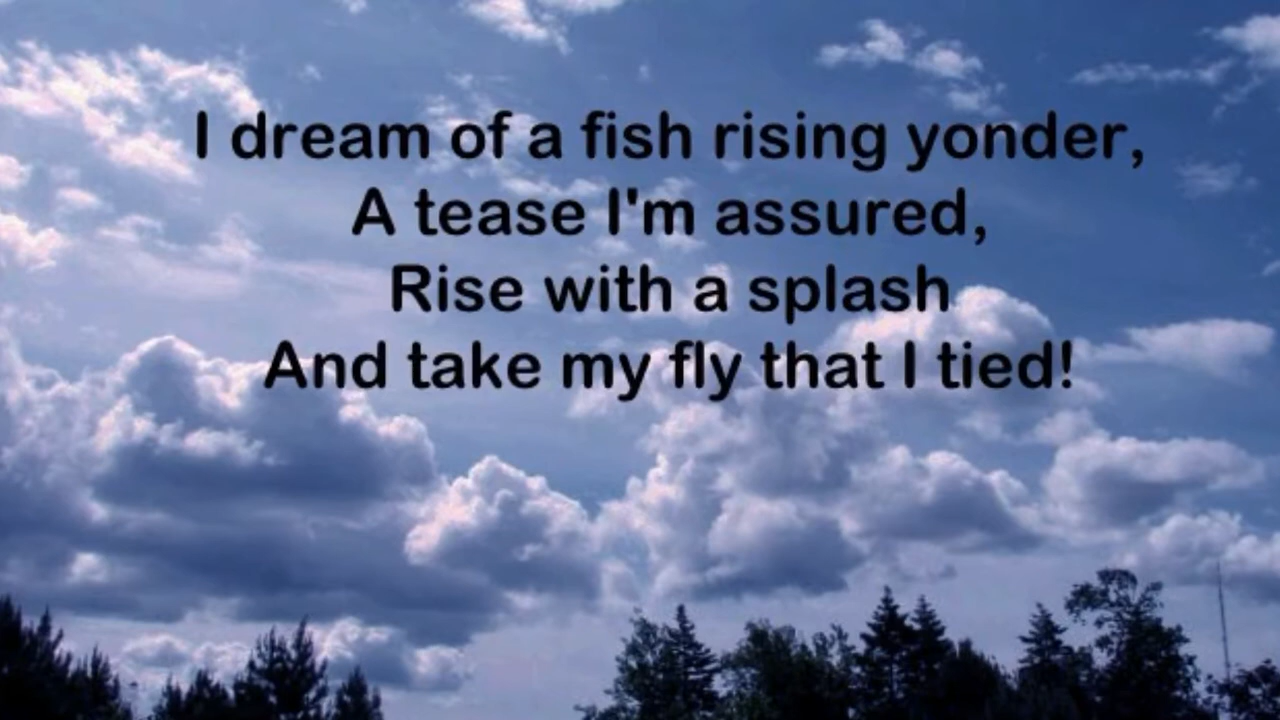 I dream of a fish rising yonder,
A tease I'm assured,
Rise with a splash
And take my fly that I tied!